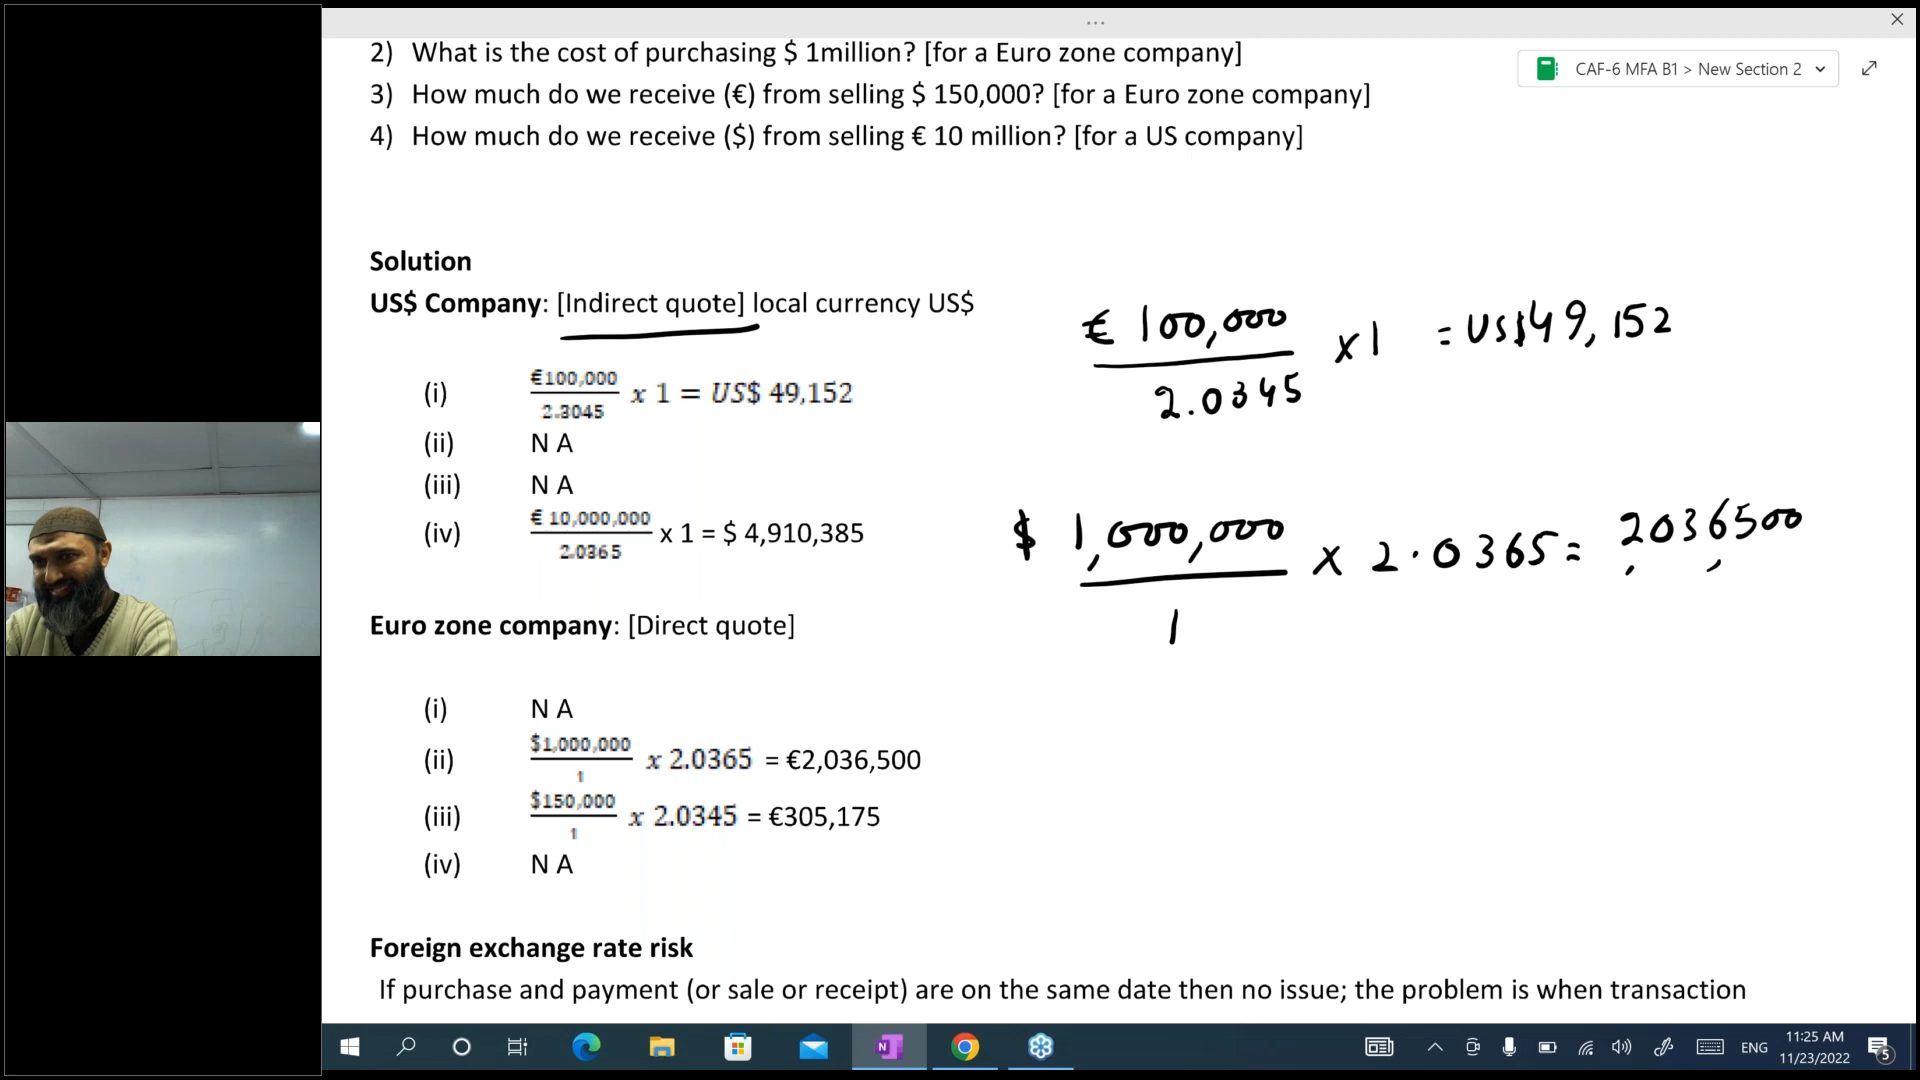 2) What is the cost of purchasing $ 1million? [for a Euro zone company]
CAF-6 MFA B1 > New Section 2
3) How much do we receive (€) from selling $ 150,000? [for a Euro zone company]
4) How much do we receive ($) from selling € 10 million? [for a US company]
Solution
US$ Company: [Indirect quote] local currency US$
€ 100,000 / 2.0345 x 1 = US$ 49,152
(i) €100,000 / 2.3045 x 1 = US$ 49,152
(ii) N A
(iii) N A
(iv) € 10,000,000 / 2.0365 x 1 = $ 4,910,385
$ 1,000,000 / 1 x 2.0365 = 2036500
Euro zone company: [Direct quote]
(i) N A
(ii) $1,000,000 / 1 x 2.0365 = €2,036,500
(iii) $150,000 / 1 x 2.0345 = €305,175
(iv) N A
Foreign exchange rate risk
If purchase and payment (or sale or receipt) are on the same date then no issue; the problem is when transaction
ENG
11:25 AM
11/23/2022
5